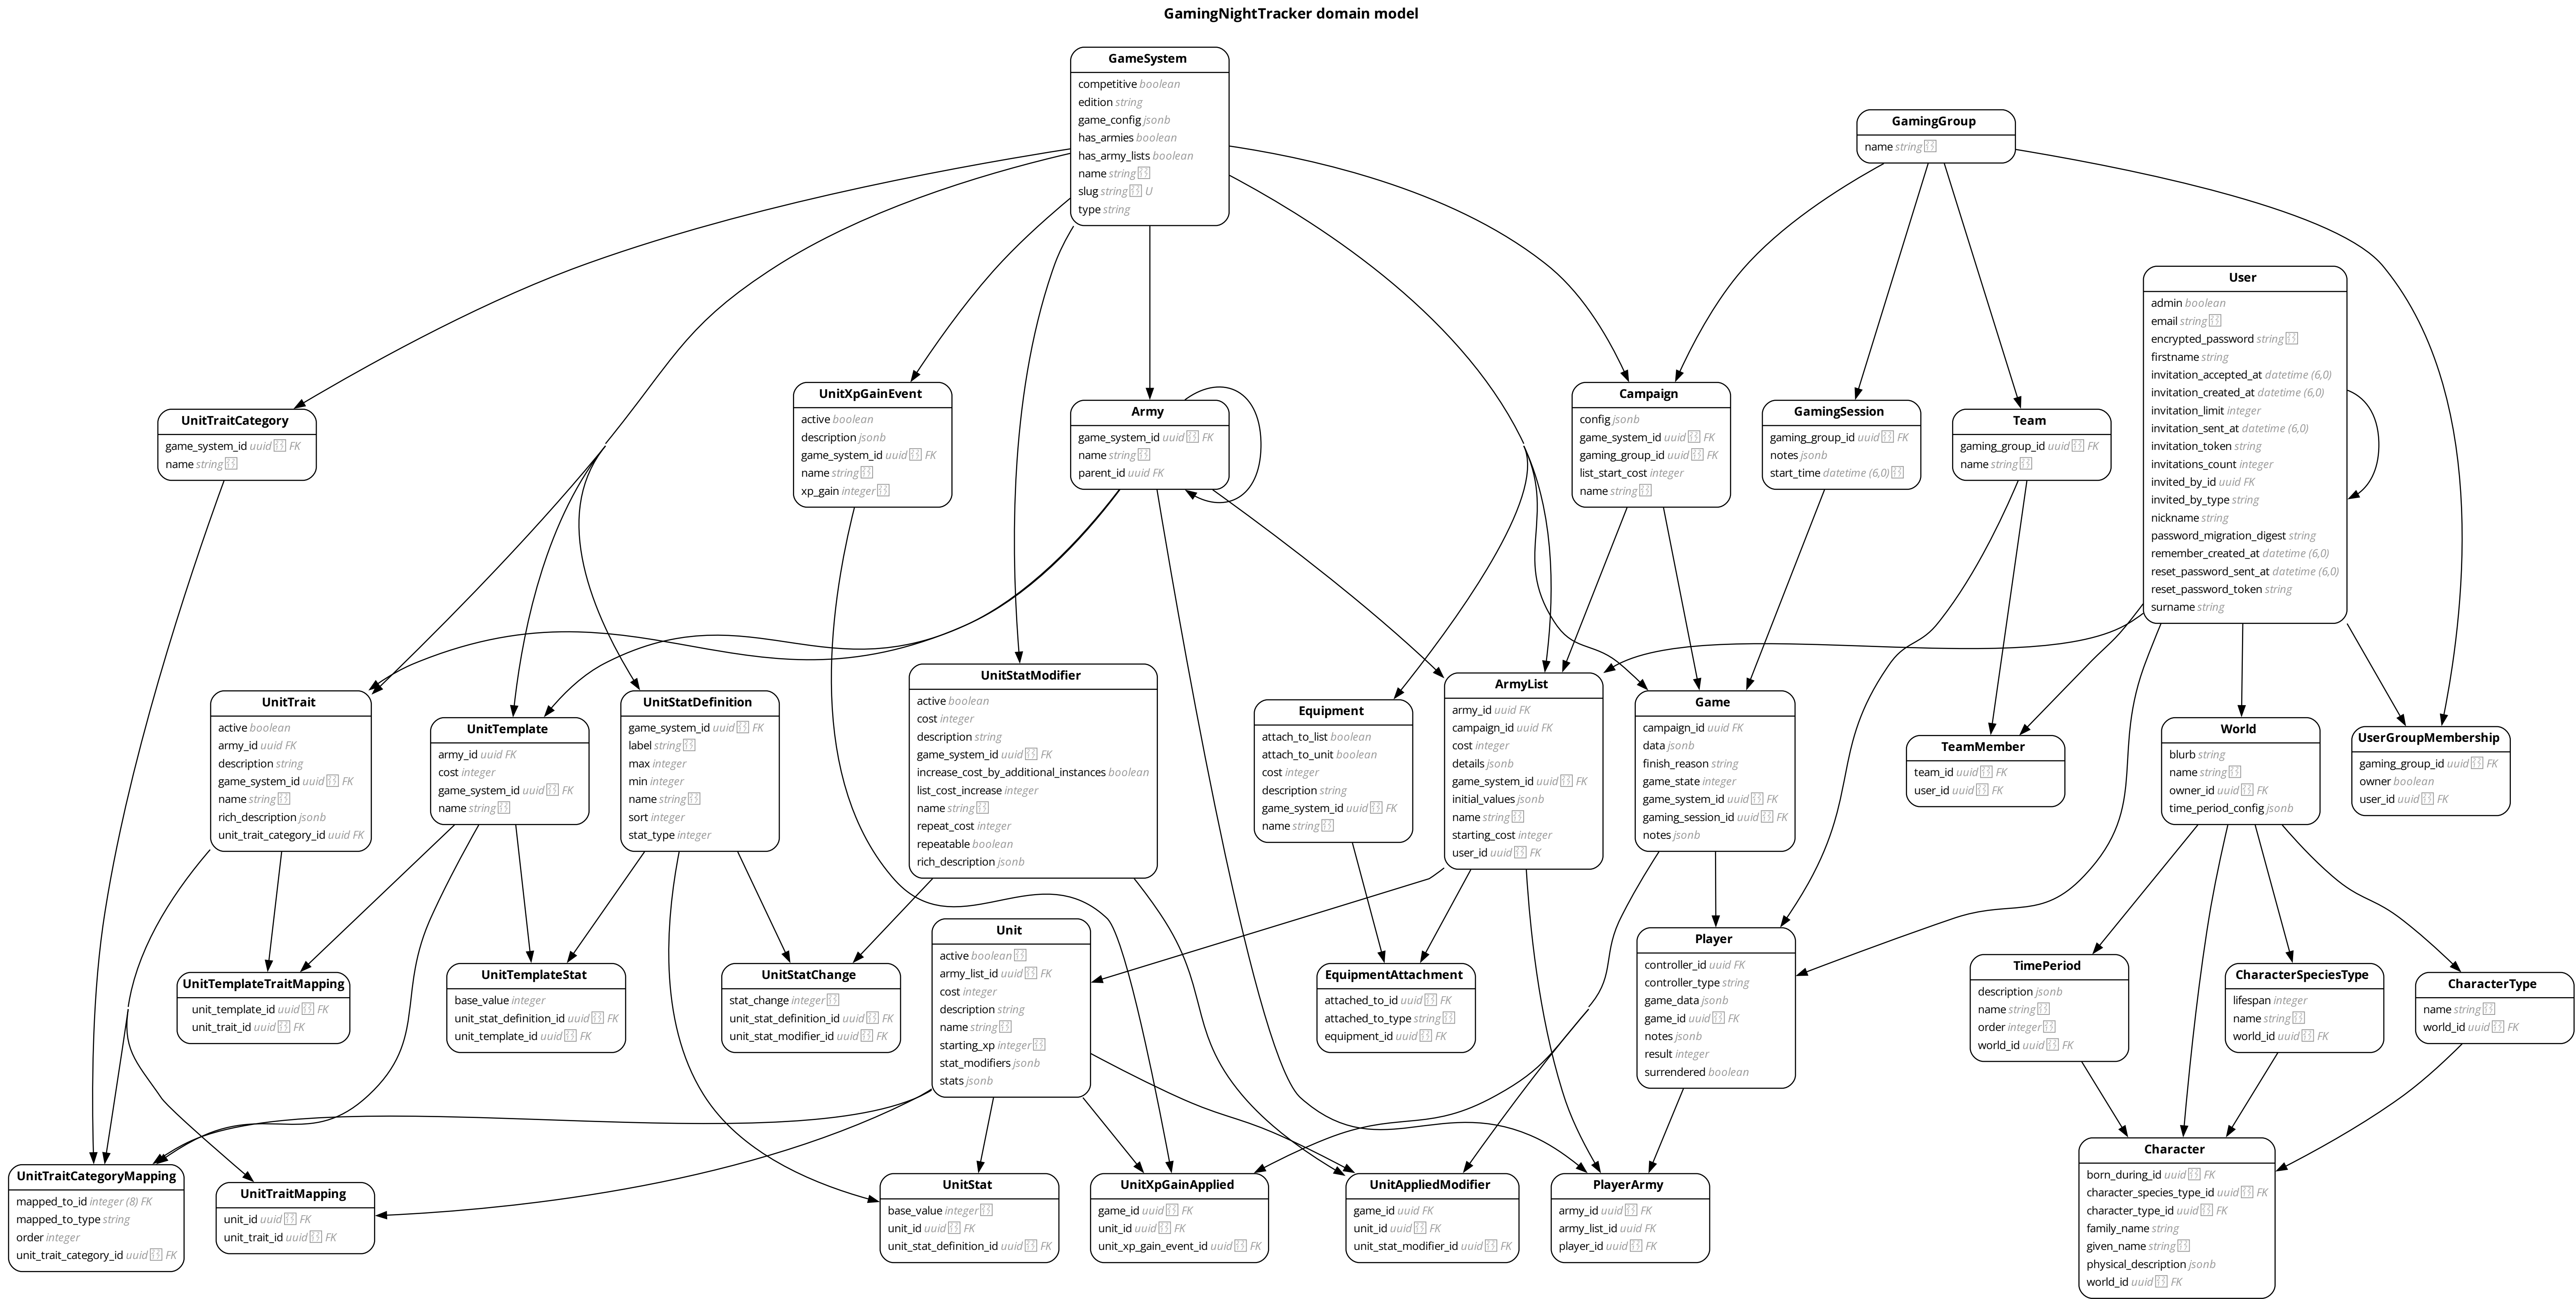 GamingNightTracker domain model
GameSystem
competitive boolean
edition string
game_config jsonb
has_armies boolean
has_army_lists boolean
name string
slug string U
type string
GamingGroup
name string
User
admin boolean
email string
encrypted_password string
firstname string
invitation_accepted_at datetime (6,0)
invitation_created_at datetime (6,0)
invitation_limit integer
invitation_sent_at datetime (6,0)
invitation_token string
invitations_count integer
invited_by_id uuid FK
invited_by_type string
nickname string
password_migration_digest string
remember_created_at datetime (6,0)
reset_password_sent_at datetime (6,0)
reset_password_token string
surname string
UnitTraitCategory
game_system_id uuid FK
name string
UnitXpGainEvent
active boolean
description jsonb
game_system_id uuid FK
name string
xp_gain integer
Army
game_system_id uuid FK
name string
parent_id uuid FK
Campaign
config jsonb
game_system_id uuid FK
gaming_group_id uuid FK
list_start_cost integer
name string
GamingSession
gaming_group_id uuid FK
notes jsonb
start_time datetime (6,0)
Team
gaming_group_id uuid FK
name string
UnitTrait
active boolean
army_id uuid FK
description string
game_system_id uuid FK
name string
rich_description jsonb
unit_trait_category_id uuid FK
UnitTemplate
army_id uuid FK
cost integer
game_system_id uuid FK
name string
UnitStatDefinition
game_system_id uuid FK
label string
max integer
min integer
name string
sort integer
stat_type integer
UnitStatModifier
active boolean
cost integer
description string
game_system_id uuid FK
increase_cost_by_additional_instances boolean
list_cost_increase integer
name string
repeat_cost integer
repeatable boolean
rich_description jsonb
Equipment
attach_to_list boolean
attach_to_unit boolean
cost integer
description string
game_system_id uuid FK
name string
ArmyList
army_id uuid FK
campaign_id uuid FK
cost integer
details jsonb
game_system_id uuid FK
initial_values jsonb
name string
starting_cost integer
user_id uuid FK
Game
campaign_id uuid FK
data jsonb
finish_reason string
game_state integer
game_system_id uuid FK
gaming_session_id uuid FK
notes jsonb
TeamMember
team_id uuid FK
user_id uuid FK
World
blurb string
name string
owner_id uuid FK
time_period_config jsonb
UserGroupMembership
gaming_group_id uuid FK
owner boolean
user_id uuid FK
UnitTemplateTraitMapping
unit_template_id uuid FK
unit_trait_id uuid FK
UnitTemplateStat
base_value integer
unit_stat_definition_id uuid FK
unit_template_id uuid FK
UnitStatChange
stat_change integer
unit_stat_definition_id uuid FK
unit_stat_modifier_id uuid FK
Unit
active boolean
army_list_id uuid FK
cost integer
description string
name string
starting_xp integer
stat_modifiers jsonb
stats jsonb
EquipmentAttachment
attached_to_id uuid FK
attached_to_type string
equipment_id uuid FK
Player
controller_id uuid FK
controller_type string
game_data jsonb
game_id uuid FK
notes jsonb
result integer
surrendered boolean
TimePeriod
description jsonb
name string
order integer
world_id uuid FK
CharacterSpeciesType
lifespan integer
name string
world_id uuid FK
CharacterType
name string
world_id uuid FK
UnitTraitCategoryMapping
mapped_to_id integer (8) FK
mapped_to_type string
order integer
unit_trait_category_id uuid FK
UnitTraitMapping
unit_id uuid FK
unit_trait_id uuid FK
UnitStat
base_value integer
unit_id uuid FK
unit_stat_definition_id uuid FK
UnitXpGainApplied
game_id uuid FK
unit_id uuid FK
unit_xp_gain_event_id uuid FK
UnitAppliedModifier
game_id uuid FK
unit_id uuid FK
unit_stat_modifier_id uuid FK
PlayerArmy
army_id uuid FK
army_list_id uuid FK
player_id uuid FK
Character
born_during_id uuid FK
character_species_type_id uuid FK
character_type_id uuid FK
family_name string
given_name string
physical_description jsonb
world_id uuid FK